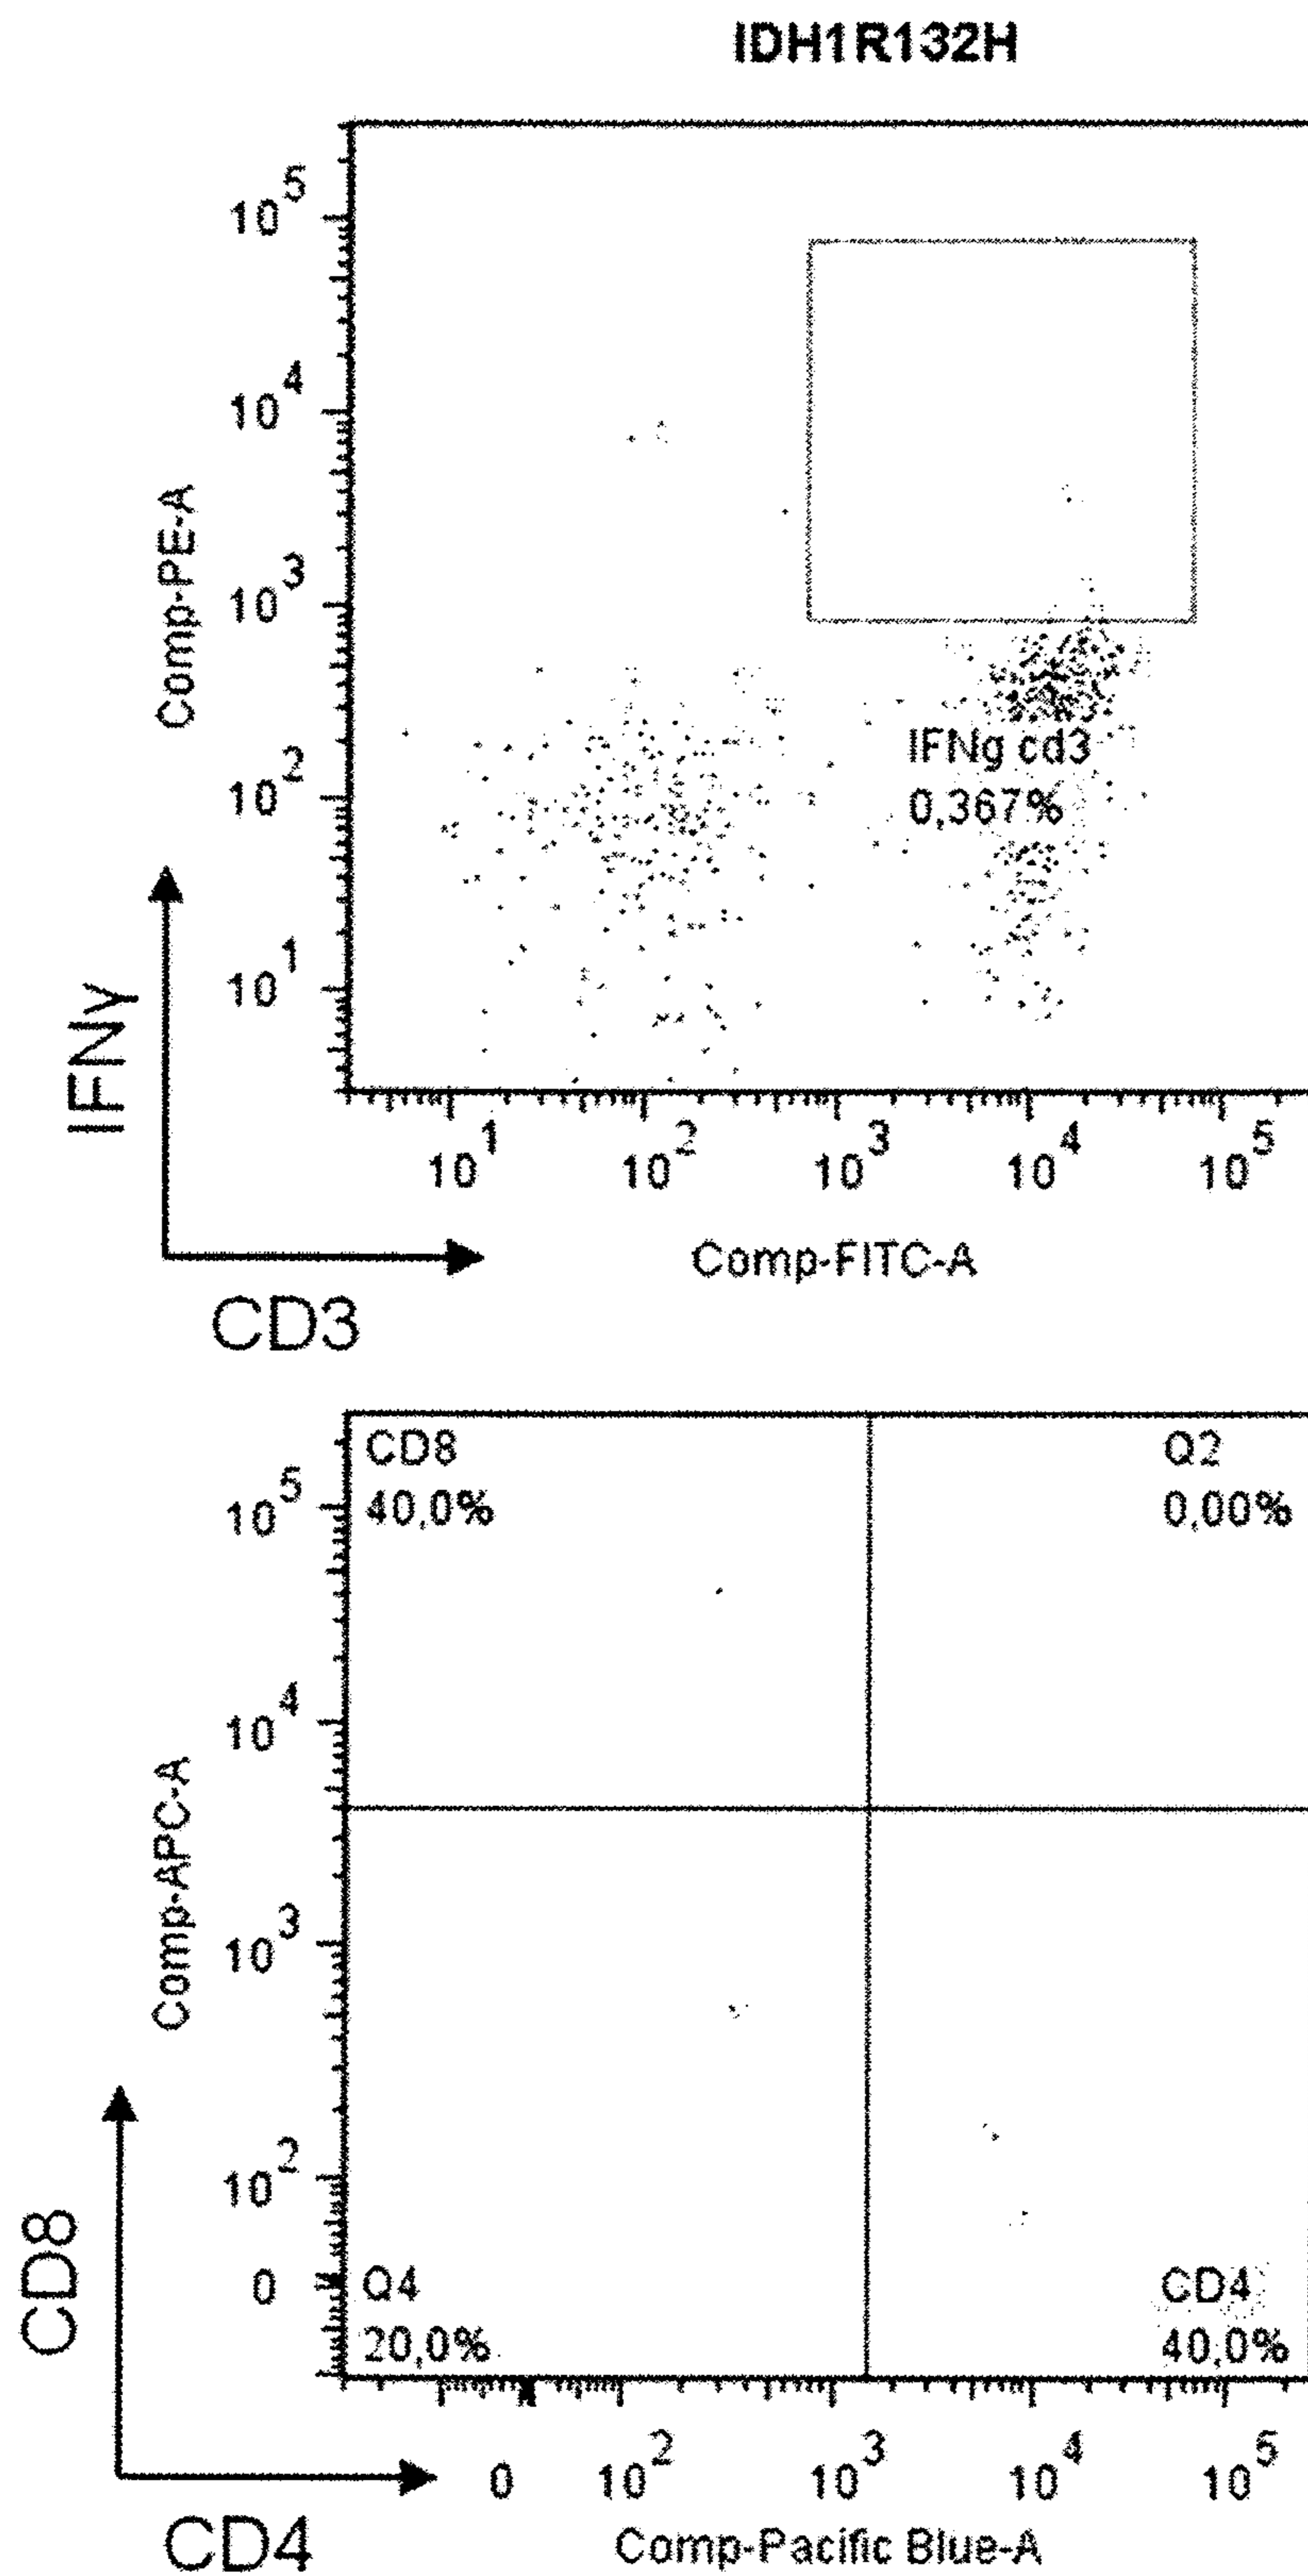 IDH1R132H
10^5
10^4
10^3
10^2
10^1
Comp-PE-A
IFNγ
IFNg cd3
0,367%
10^1 10^2 10^3 10^4 10^5
Comp-FITC-A
CD3
CD8
40,0%
Q2
0,00%
10^5
10^4
10^3
10^2
0
Comp-APC-A
CD8
Q4
20,0%
CD4
40,0%
0 10^2 10^3 10^4 10^5
Comp-Pacific Blue-A
CD4